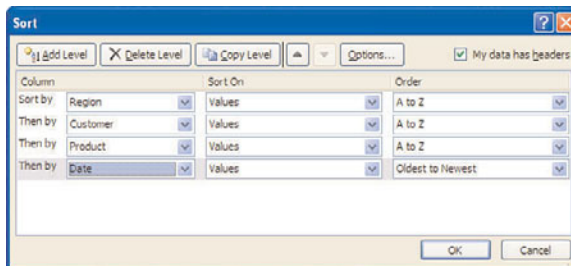 Sort
Add Level Delete Level Copy Level Options... My data has headers
Column Sort On Order
Sort by Region Values A to Z
Then by Customer Values A to Z
Then by Product Values A to Z
Then by Date Values Oldest to Newest
OK Cancel